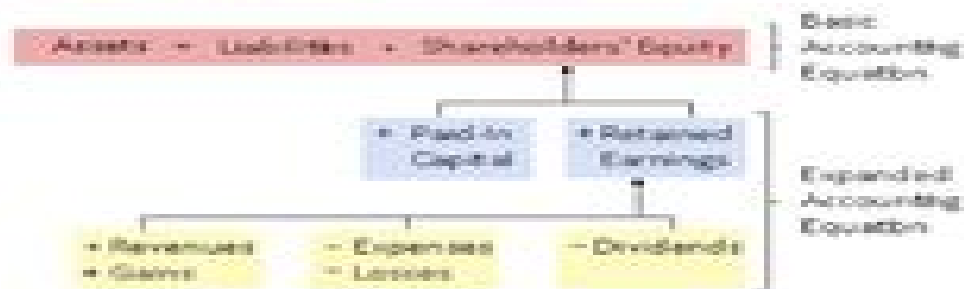 Assets = Liabilities + Shareholders' Equity
Basic
Accounting
Equation
+ Paid-In
Capital
+ Retained
Earnings
Expanded
Accounting
Equation
+ Revenues
+ Gains
- Expenses
- Losses
- Dividends